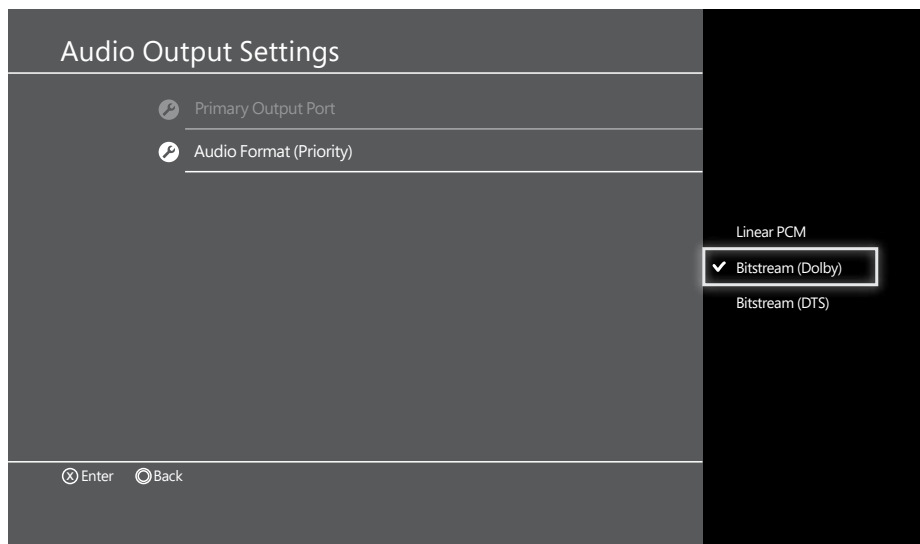 Audio Output Settings
Primary Output Port
Audio Format (Priority)
Linear PCM
Bitstream (Dolby)
Bitstream (DTS)
X Enter O Back